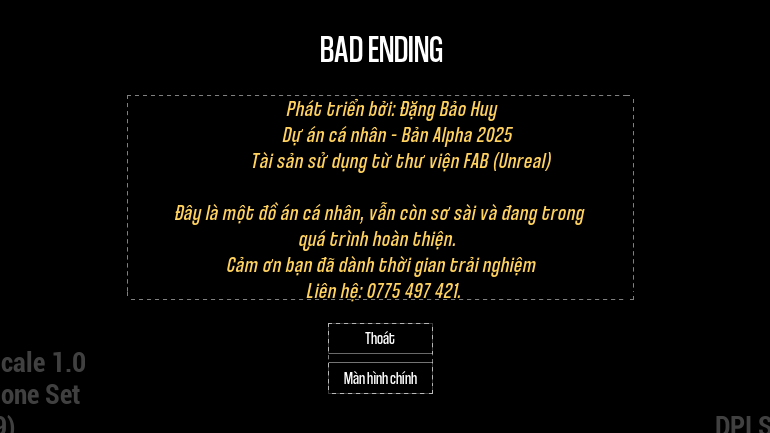 BAD ENDING
Phát triển bởi: Đặng Bảo Huy
Dự án cá nhân - Bản Alpha 2025
Tài sản sử dụng từ thư viện FAB (Unreal)
Đây là một đồ án cá nhân, vẫn còn sơ sài và đang trong
quá trình hoàn thiện.
Cảm ơn bạn đã dành thời gian trải nghiệm
Liên hệ: 0775 497 421.
Thoát
Màn hình chính
cale 1.0
one Set
9)
DPI S